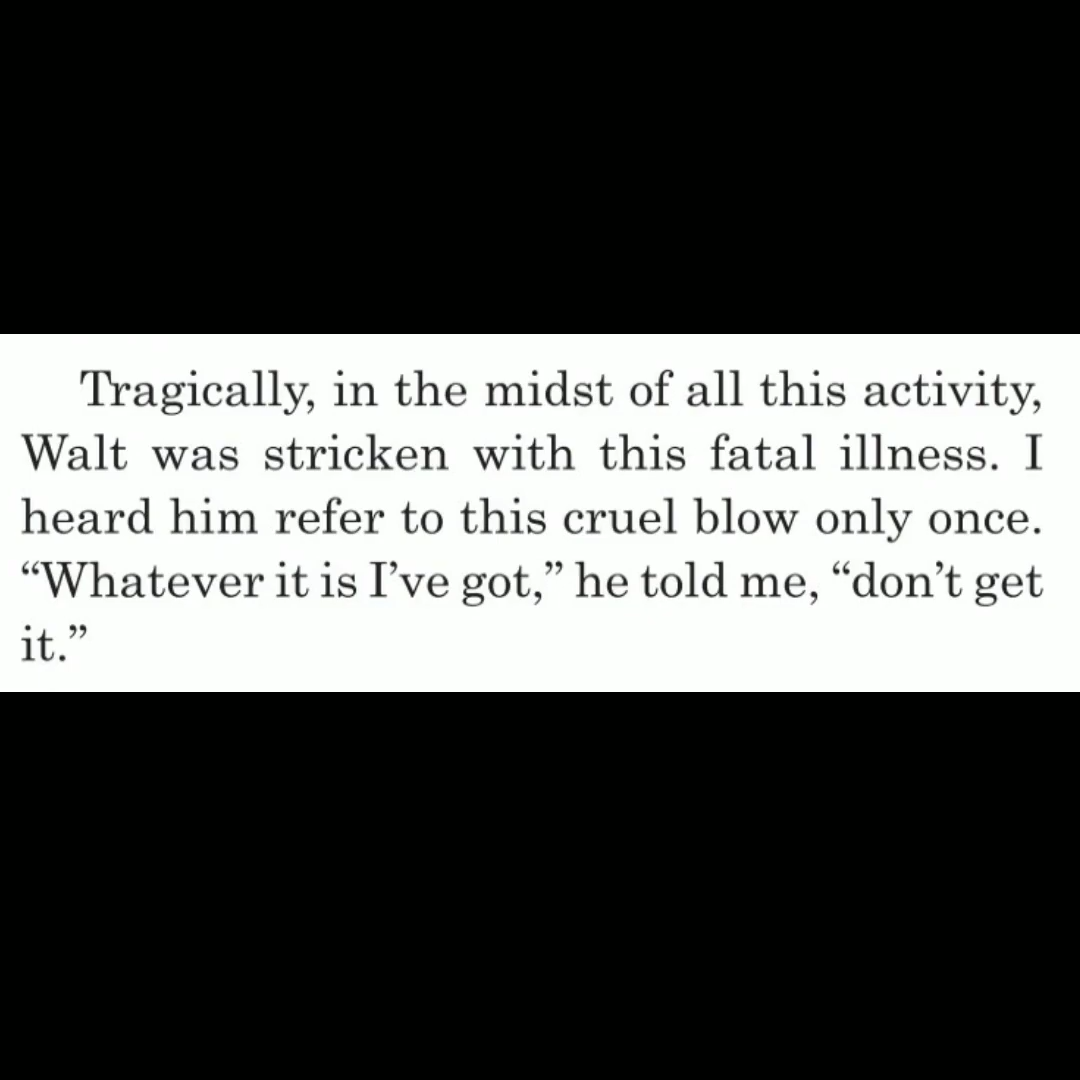 Tragically, in the midst of all this activity,
Walt was stricken with this fatal illness. I
heard him refer to this cruel blow only once.
“Whatever it is I’ve got,” he told me, “don’t get
it.”